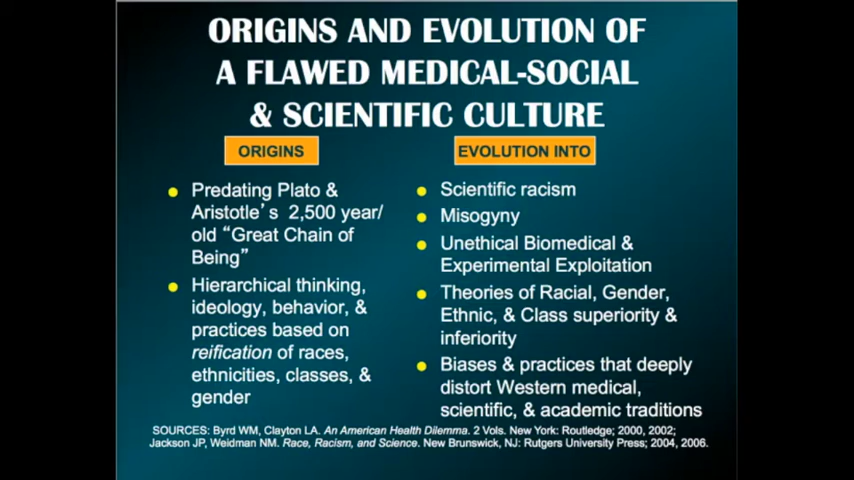 ORIGINS AND EVOLUTION OF
A FLAWED MEDICAL-SOCIAL
& SCIENTIFIC CULTURE
ORIGINS
Predating Plato &
Aristotle's 2,500 year/
old "Great Chain of
Being"
Hierarchical thinking,
ideology, behavior, &
practices based on
reification of races,
ethnicities, classes, &
gender
EVOLUTION INTO
Scientific racism
Misogyny
Unethical Biomedical &
Experimental Exploitation
Theories of Racial, Gender,
Ethnic, & Class superiority &
inferiority
Biases & practices that deeply
distort Western medical,
scientific, & academic traditions
SOURCES: Byrd WM, Clayton LA. An American Health Dilemma. 2 Vols. New York: Routledge; 2000, 2002;
Jackson JP, Weidman NM. Race, Racism, and Science. New Brunswick, NJ: Rutgers University Press; 2004, 2006.